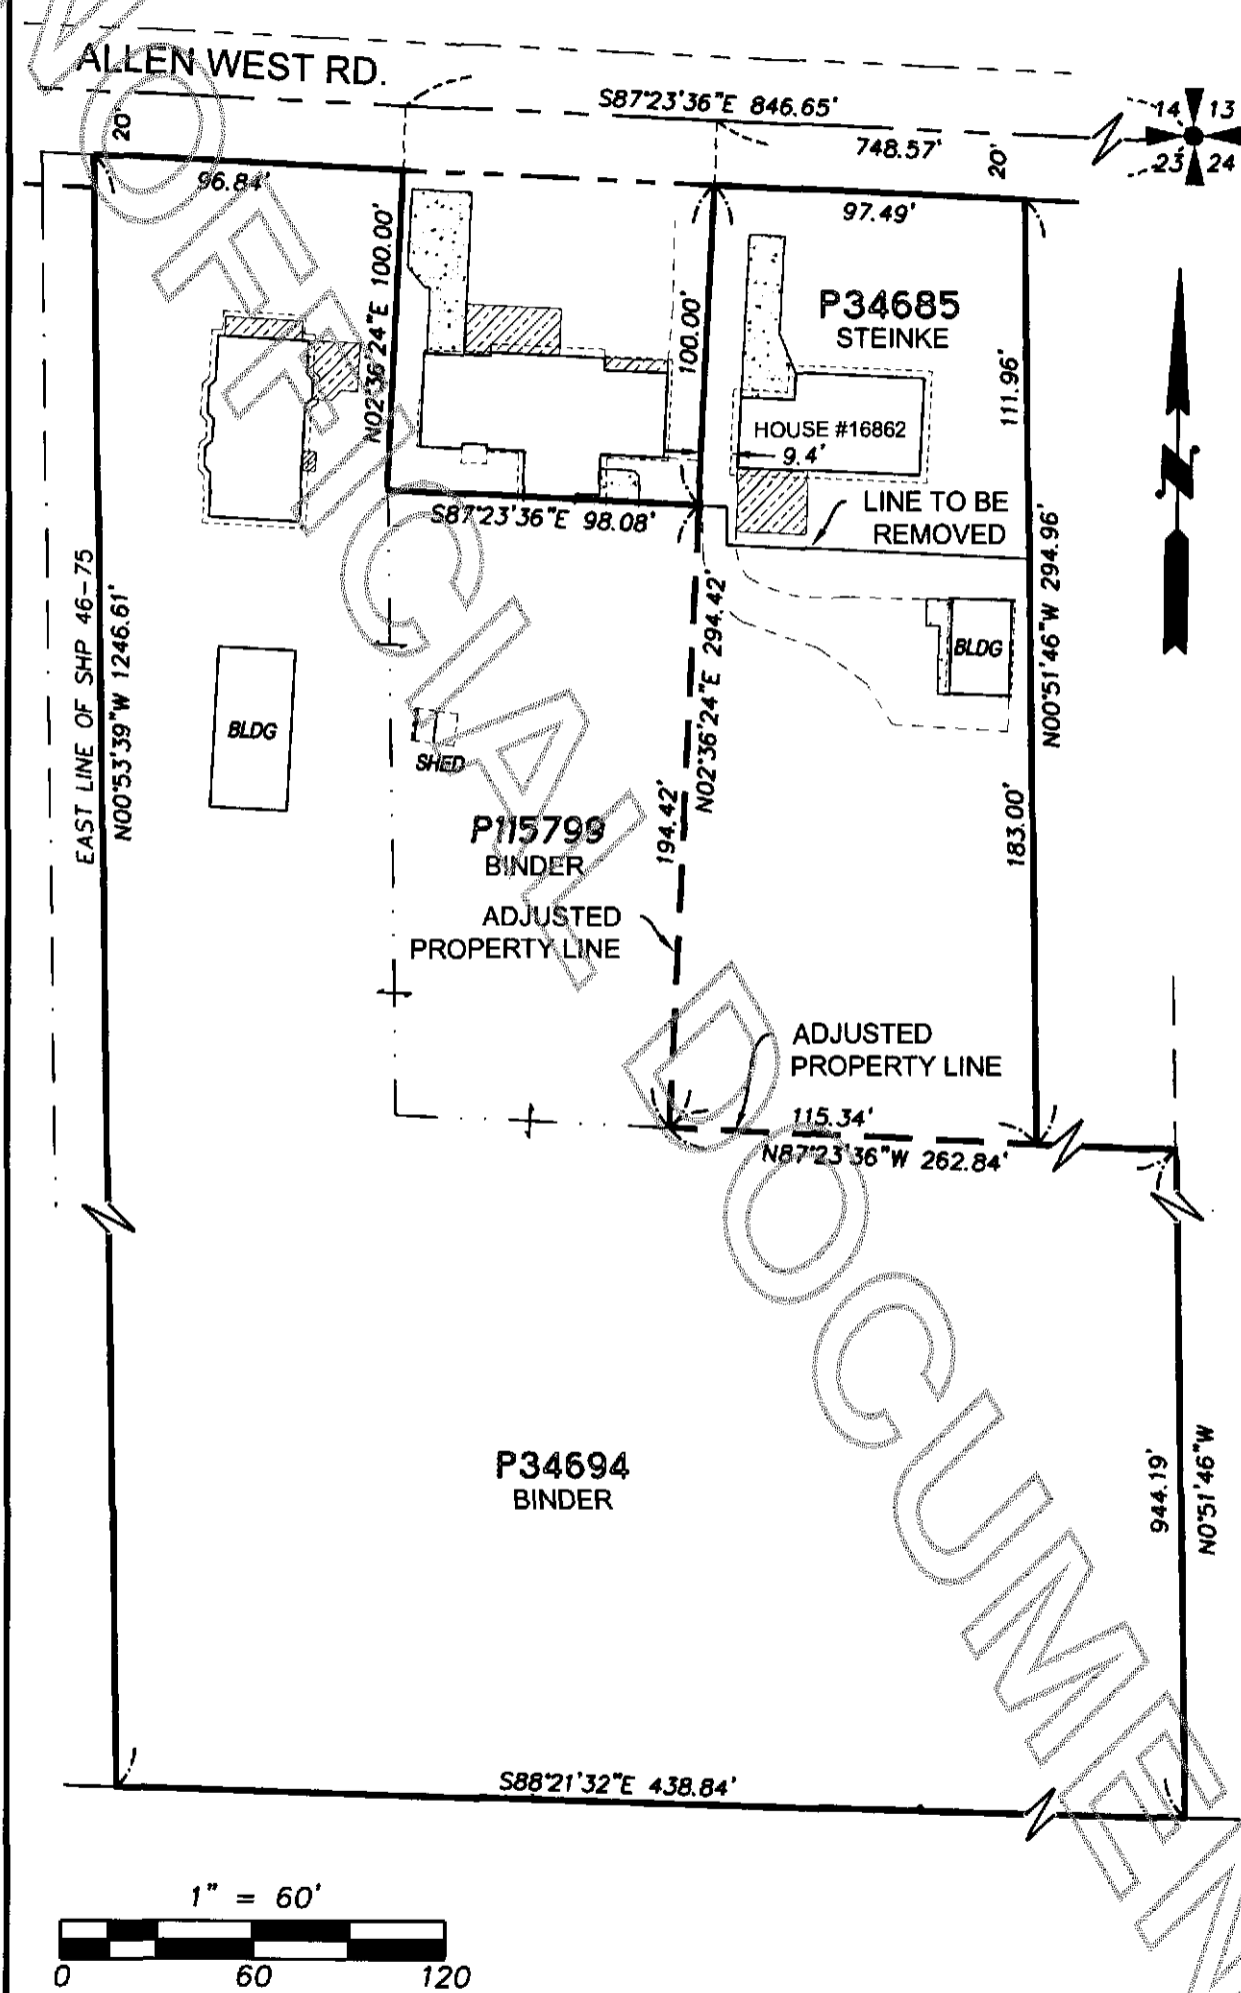 ALLEN WEST RD.
S87°23'36"E 846.65'
748.57'
14 13
23 24
20'
20'
96.84'
97.49'
N02°36'24"E 100.00'
100.00'
P34685
STEINKE
111.96'
HOUSE #16862
9.4'
LINE TO BE
REMOVED
S87°23'36"E 98.08'
EAST LINE OF SHP 46-75
N00°53'39"W 1246.61'
N02°36'24"E 294.42'
194.42'
N00°51'46"W 294.96'
183.00'
BLDG
BLDG
SHED
P115799
BINDER
ADJUSTED
PROPERTY LINE
ADJUSTED
PROPERTY LINE
115.34'
N87°23'36"W 262.84'
P34694
BINDER
944.19'
N0°51'46"W
S88°21'32"E 438.84'
1" = 60'
0 60 120
UNOFFICIAL DOCUMEN